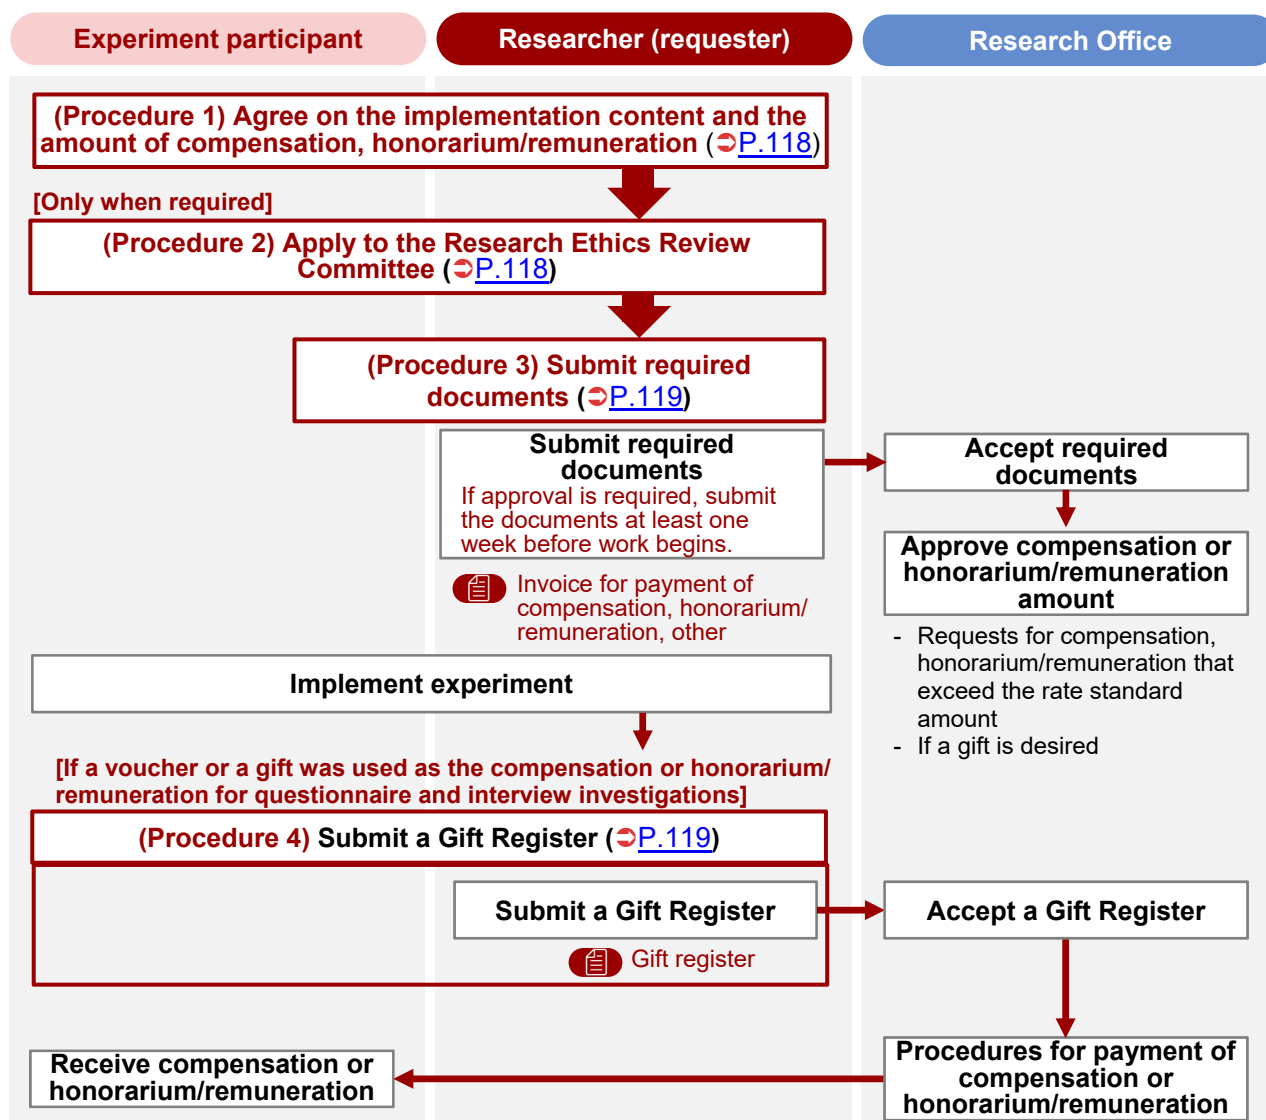 Experiment participant
Researcher (requester)
Research Office
(Procedure 1) Agree on the implementation content and the
amount of compensation, honorarium/remuneration (➲P.118)
[Only when required]
(Procedure 2) Apply to the Research Ethics Review
Committee (➲P.118)
(Procedure 3) Submit required
documents (➲P.119)
Submit required
documents
If approval is required, submit
the documents at least one
week before work begins.
Invoice for payment of
compensation, honorarium/
remuneration, other
Accept required
documents
Approve compensation or
honorarium/remuneration
amount
- Requests for compensation,
honorarium/remuneration that
exceed the rate standard
amount
- If a gift is desired
Implement experiment
[If a voucher or a gift was used as the compensation or honorarium/
remuneration for questionnaire and interview investigations]
(Procedure 4) Submit a Gift Register (➲P.119)
Submit a Gift Register
Gift register
Accept a Gift Register
Procedures for payment of
compensation or
honorarium/remuneration
Receive compensation or
honorarium/remuneration